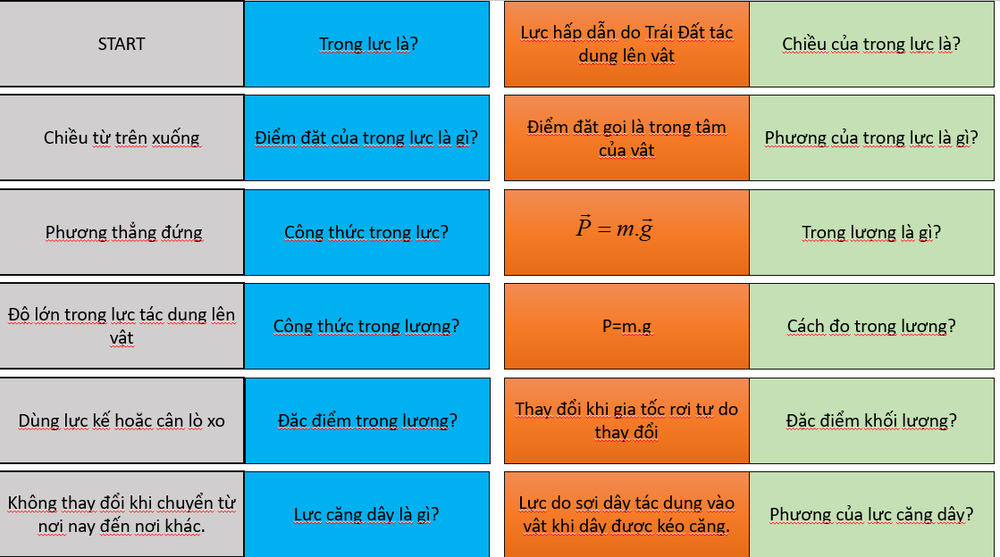 START
Trọng lực là?
Lực hấp dẫn do Trái Đất tác
dụng lên vật
Chiều của trọng lực là?
Chiều từ trên xuống
Điểm đặt của trọng lực là gì?
Điểm đặt gọi là trọng tâm
của vật
Phương của trọng lực là gì?
Phương thẳng đứng
Công thức trọng lực?
P⃗ = m.g⃗
Trọng lượng là gì?
Độ lớn trọng lực tác dụng lên
vật
Công thức trọng lượng?
P=m.g
Cách đo trọng lượng?
Dùng lực kế hoặc cân lò xo
Đặc điểm trọng lượng?
Thay đổi khi gia tốc rơi tự do
thay đổi
Đặc điểm khối lượng?
Không thay đổi khi chuyển từ
nơi nay đến nơi khác.
Lực căng dây là gì?
Lực do sợi dây tác dụng vào
vật khi dây được kéo căng.
Phương của lực căng dây?